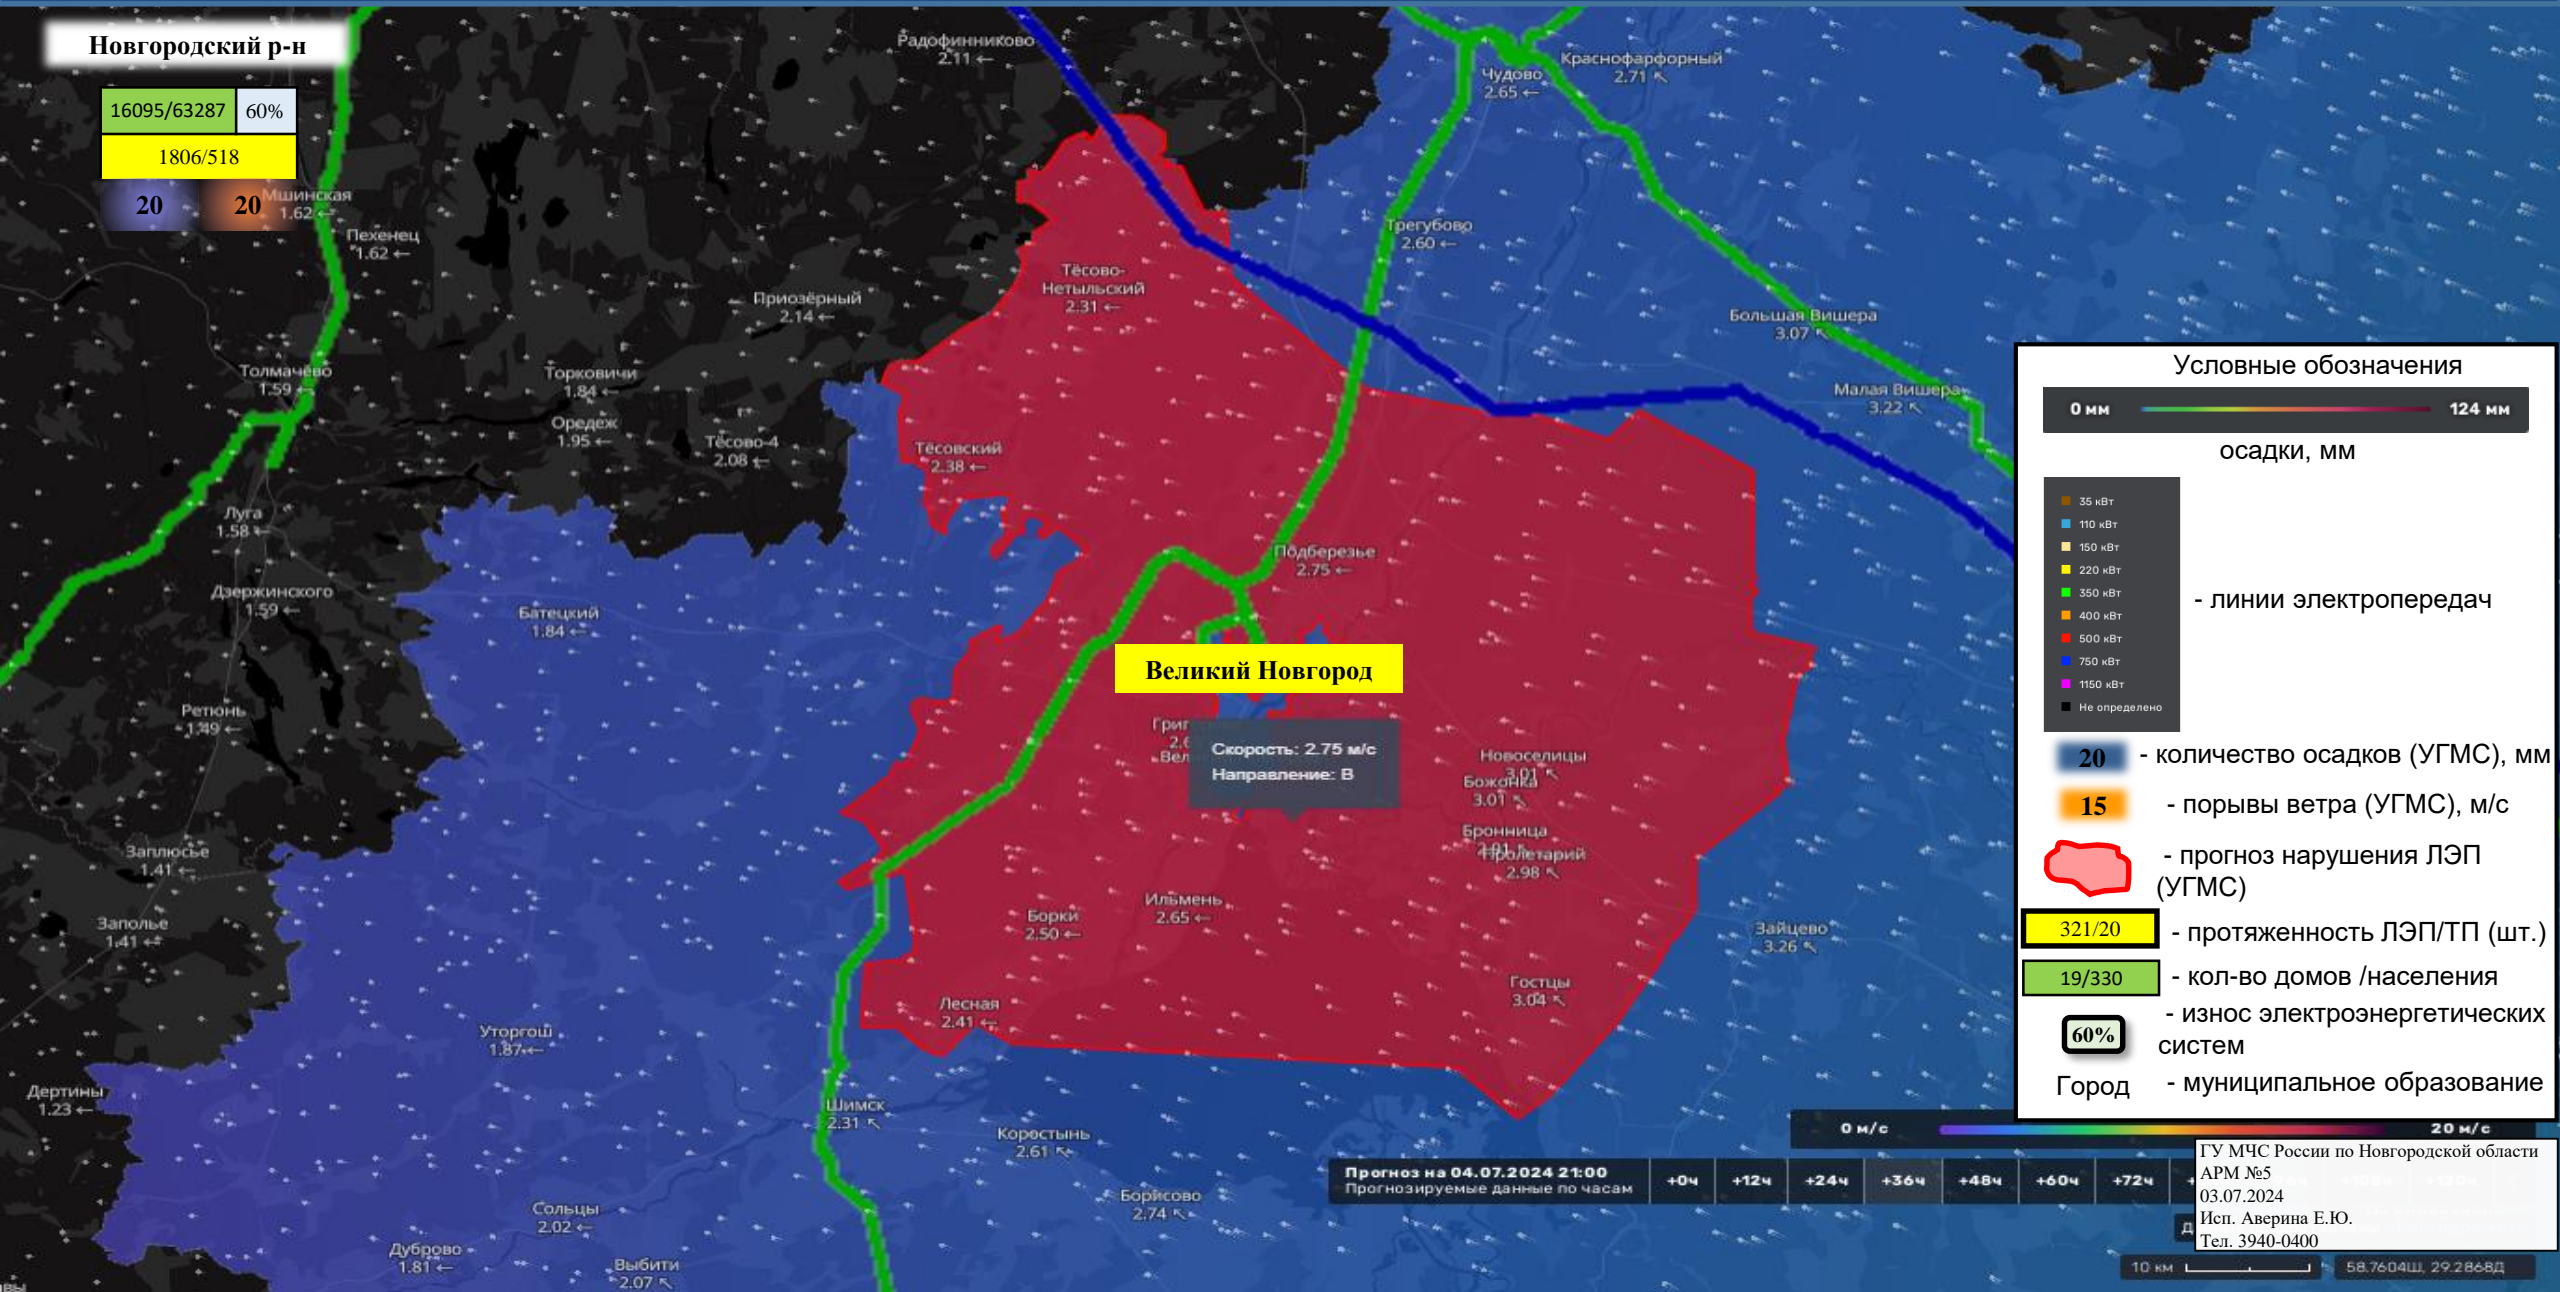 Новгородский р-н
16095/63287 60%
1806/518
20 20
Мшинская
1.62 ←
Пехенец
1.62 ←
Радофинниково
2.11 ←
Краснофарфорный
2.71 ↖
Чудово
2.65 ←
Трегубово
2.60 ←
Тёсово-
Нетыльский
2.31 ←
Приозёрный
2.14 ←
Большая Вишера
3.07 ↖
Толмачёво
1.59 ←
Торковичи
1.84 ←
Малая Вишера
3.22 ↖
Оредеж
1.95 ←
Тёсово-4
2.08 ←
Тёсовский
2.38 ←
Луга
1.58 ←
Подберезье
2.75 ←
Дзержинского
1.59 ←
Батецкий
1.84 ←
Великий Новгород
Ретюнь
1.49 ←
Григ
2.6
Вел
Скорость: 2.75 м/с
Направление: В
Новоселицы
3.01 ↖
Божонка
3.01 ↖
Бронница
Пролетарий
2.98 ↖
Заплюсье
1.41 ←
Заполье
1.41 ←
Борки
2.50 ←
Ильмень
2.65 ←
Зайцево
3.26 ↖
Гостцы
3.04 ↖
Лесная
2.41 ←
Уторгош
1.87 ←
Дертины
1.23 ←
Шимск
2.31 ↖
Коростынь
2.61 ↖
Борисово
2.74 ↖
Сольцы
2.02 ←
Дуброво
1.81 ←
Выбити
2.07 ↖
Условные обозначения
0 мм 124 мм
осадки, мм
35 кВт
110 кВт
150 кВт
220 кВт
350 кВт
400 кВт
500 кВт
750 кВт
1150 кВт
Не определено
- линии электропередач
20 - количество осадков (УГМС), мм
15 - порывы ветра (УГМС), м/с
- прогноз нарушения ЛЭП
(УГМС)
321/20 - протяженность ЛЭП/ТП (шт.)
19/330 - кол-во домов /населения
60% - износ электроэнергетических
систем
Город - муниципальное образование
0 м/с 20 м/с
Прогноз на 04.07.2024 21:00
Прогнозируемые данные по часам
+0ч +12ч +24ч +36ч +48ч +60ч +72ч
ГУ МЧС России по Новгородской области
АРМ №5
03.07.2024
Исп. Аверина Е.Ю.
Тел. 3940-0400
10 км 58.7604Ш, 29.2868Д